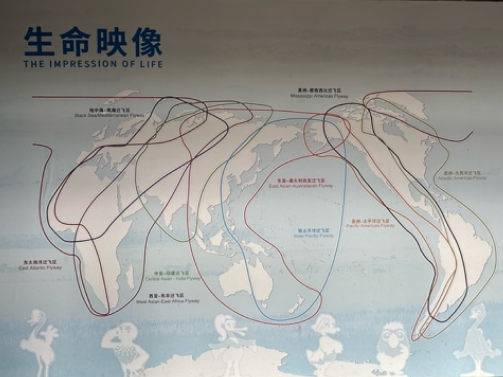 生命映像
THE IMPRESSION OF LIFE
美洲-密西西比迁飞区
Mississippi Americas Flyway
地中海-黑海迁飞区
Black Sea/Mediterranean Flyway
美洲-大西洋迁飞区
Atlantic Americas Flyway
东亚-澳大利西亚迁飞区
East Asian-Australasian Flyway
美洲-太平洋迁飞区
Pacific Americas Flyway
西太平洋迁飞区
West Pacific Flyway
东大西洋迁飞区
East Atlantic Flyway
中亚-印度迁飞区
Central Asian - India Flyway
西亚-东非迁飞区
West Asian-East Africa Flyway